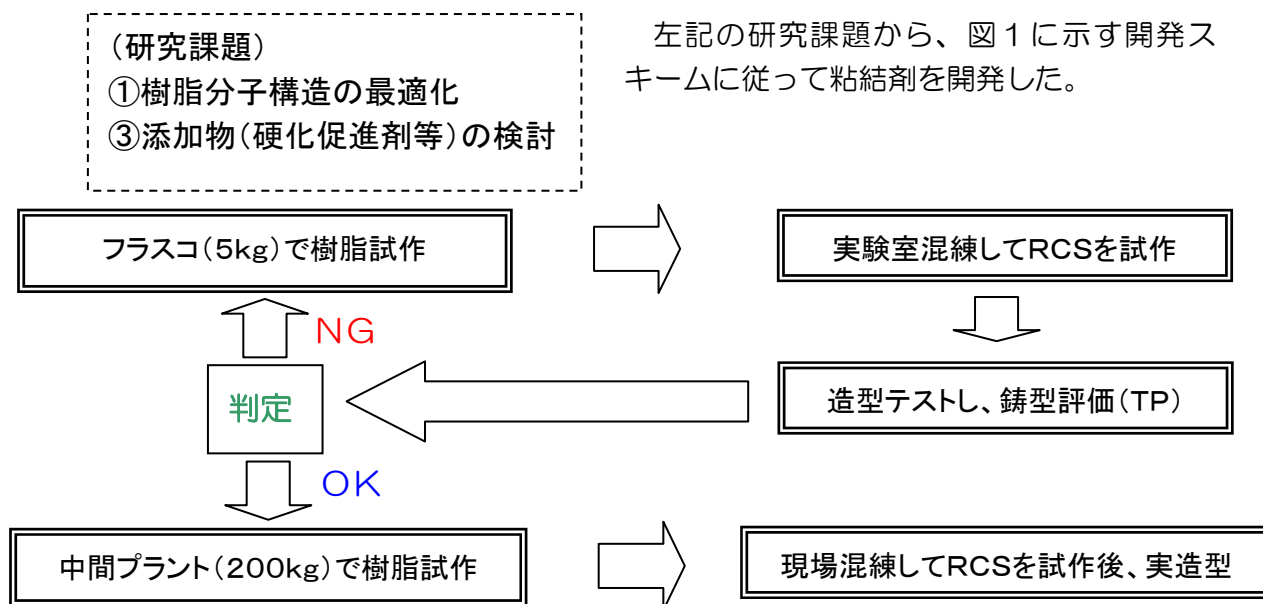 (研究課題)
①樹脂分子構造の最適化
③添加物(硬化促進剤等)の検討
左記の研究課題から、図1に示す開発ス
キームに従って粘結剤を開発した。
フラスコ(5kg)で樹脂試作
実験室混練してRCSを試作
NG
判定
造型テストし、鋳型評価(TP)
OK
中間プラント(200kg)で樹脂試作
現場混練してRCSを試作後、実造型